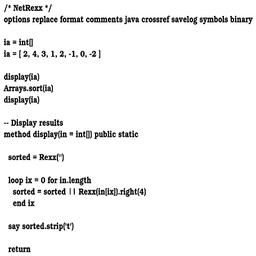 /* NetRexx */
options replace format comments java crossref savelog symbols binary
ia = int[]
ia = [ 2, 4, 3, 1, 2, -1, 0, -2 ]
display(ia)
Arrays.sort(ia)
display(ia)
-- Display results
method display(in = int[]) public static
sorted = Rexx('')
loop ix = 0 for in.length
sorted = sorted || Rexx(in[ix]).right(4)
end ix
say sorted.strip('t')
return